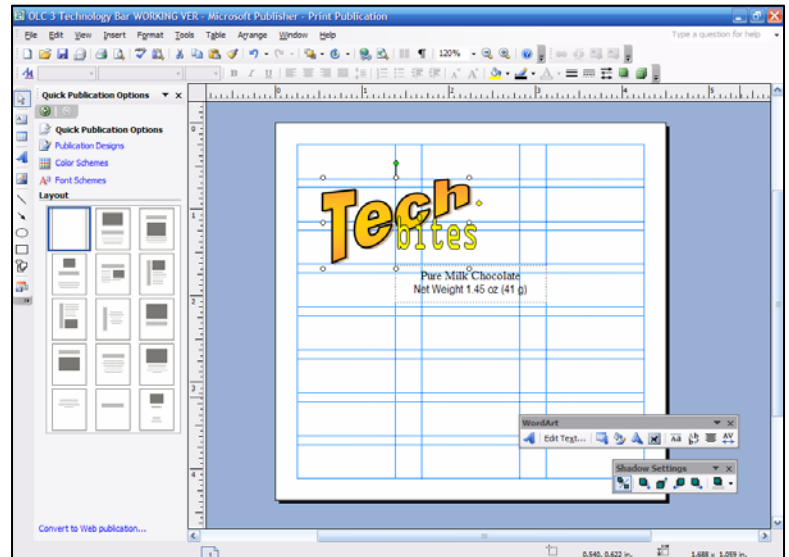 OLC 3 Technology Bar WORKING VER - Microsoft Publisher - Print Publication
File Edit View Insert Format Tools Table Arrange Window Help
Type a question for help
120%
Quick Publication Options
Quick Publication Options
Publication Designs
Color Schemes
Font Schemes
Layout
Convert to Web publication...
Tech
bites
Pure Milk Chocolate
Net Weight 1.45 oz (41 g)
WordArt
Edit Text...
Shadow Settings
0.540, 0.622 in.
1.688 x 1.059 in.